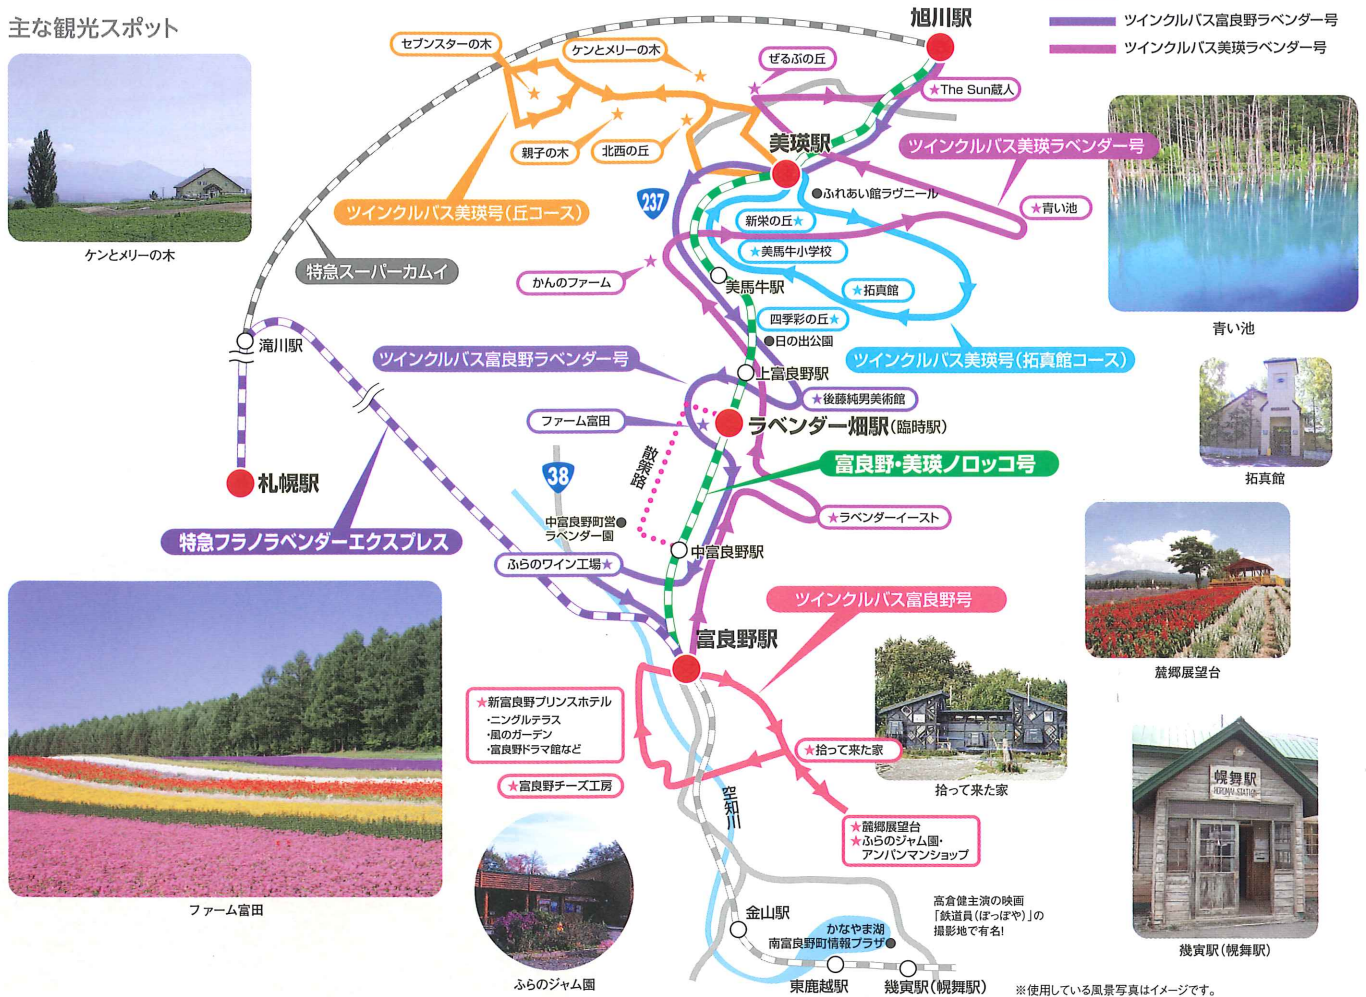 主な観光スポット
旭川駅
ツインクルバス富良野ラベンダー号
ツインクルバス美瑛ラベンダー号
セブンスターの木
ケンとメリーの木
ぜるぶの丘
★The Sun蔵人
親子の木
北西の丘
美瑛駅
ツインクルバス美瑛ラベンダー号
ツインクルバス美瑛号(丘コース)
237
●ふれあい館ラヴニール
新栄の丘★
★青い池
★美馬牛小学校
ケンとメリーの木
特急スーパーカムイ
かんのファーム
美馬牛駅
★拓真館
四季彩の丘★
青い池
滝川駅
●日の出公園
ツインクルバス富良野ラベンダー号
ツインクルバス美瑛号(拓真館コース)
上富良野駅
★後藤純男美術館
ファーム富田
ラベンダー畑駅(臨時駅)
散策路
富良野・美瑛ノロッコ号
札幌駅
38
拓真館
中富良野町営●
ラベンダー園
★ラベンダーイースト
特急フラノラベンダーエクスプレス
中富良野駅
ふらのワイン工場★
ツインクルバス富良野号
富良野駅
麓郷展望台
★新富良野プリンスホテル
・ニングルテラス
・風のガーデン
・富良野ドラマ館など
★拾って来た家
★富良野チーズ工房
拾って来た家
幌舞駅
HOROMAI STATION
空知川
★麓郷展望台
★ふらのジャム園・
アンパンマンショップ
ファーム富田
金山駅
高倉健主演の映画
「鉄道員(ぽっぽや)」の
撮影地で有名!
かなやま湖
南富良野町情報プラザ●
幾寅駅(幌舞駅)
ふらのジャム園
東鹿越駅
幾寅駅(幌舞駅)
※使用している風景写真はイメージです。